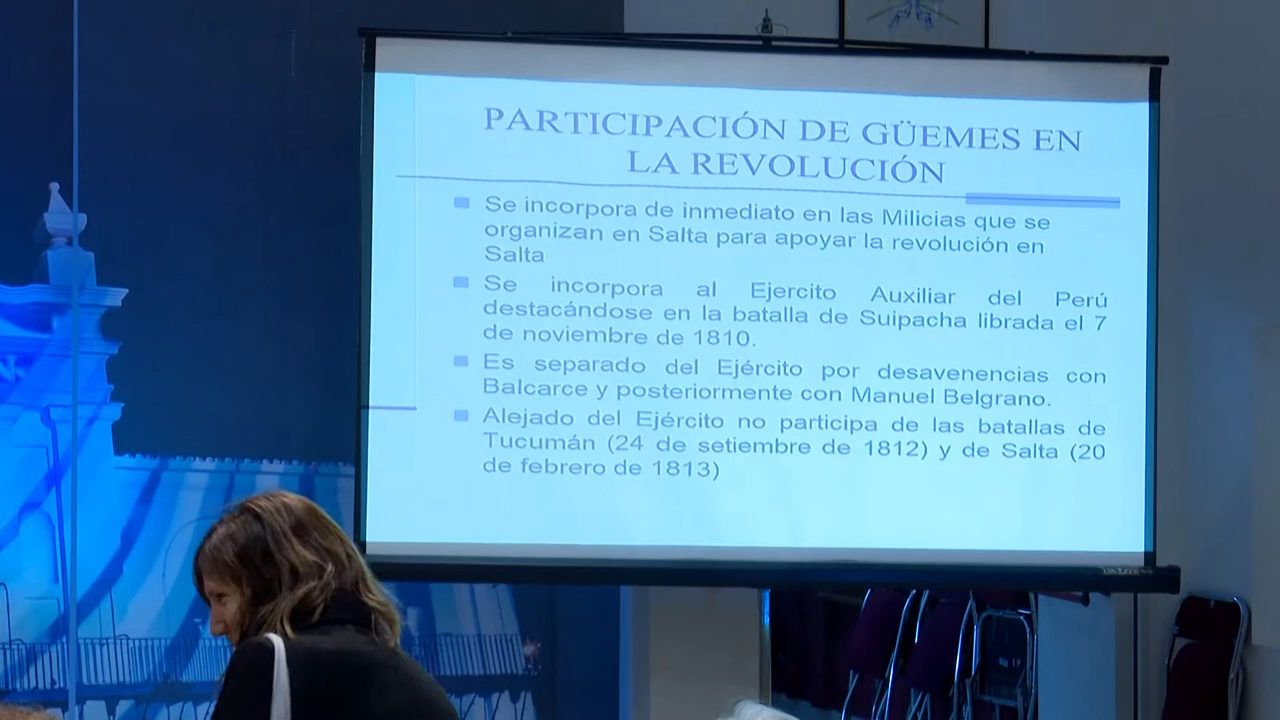 PARTICIPACIÓN DE GÜEMES EN
LA REVOLUCIÓN
Se incorpora de inmediato en las Milicias que se
organizan en Salta para apoyar la revolución en
Salta
Se incorpora al Ejercito Auxiliar del Perú
destacándose en la batalla de Suipacha librada el 7
de noviembre de 1810.
Es separado del Ejército por desavenencias con
Balcarce y posteriormente con Manuel Belgrano.
Alejado del Ejército no participa de las batallas de
Tucumán (24 de setiembre de 1812) y de Salta (20
de febrero de 1813)